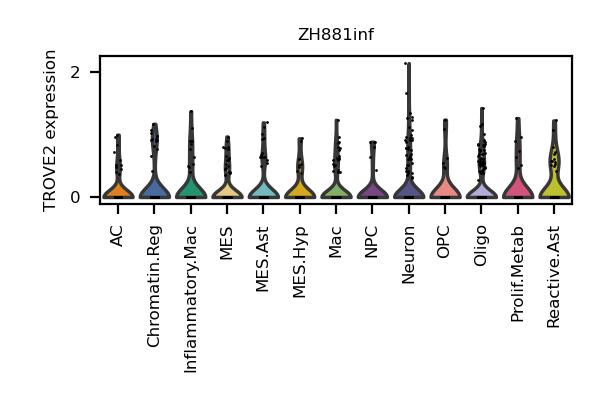 ZH881inf
TROVE2 expression
2
0
AC
Chromatin.Reg
Inflammatory.Mac
MES
MES.Ast
MES.Hyp
Mac
NPC
Neuron
OPC
Oligo
Prolif.Metab
Reactive.Ast